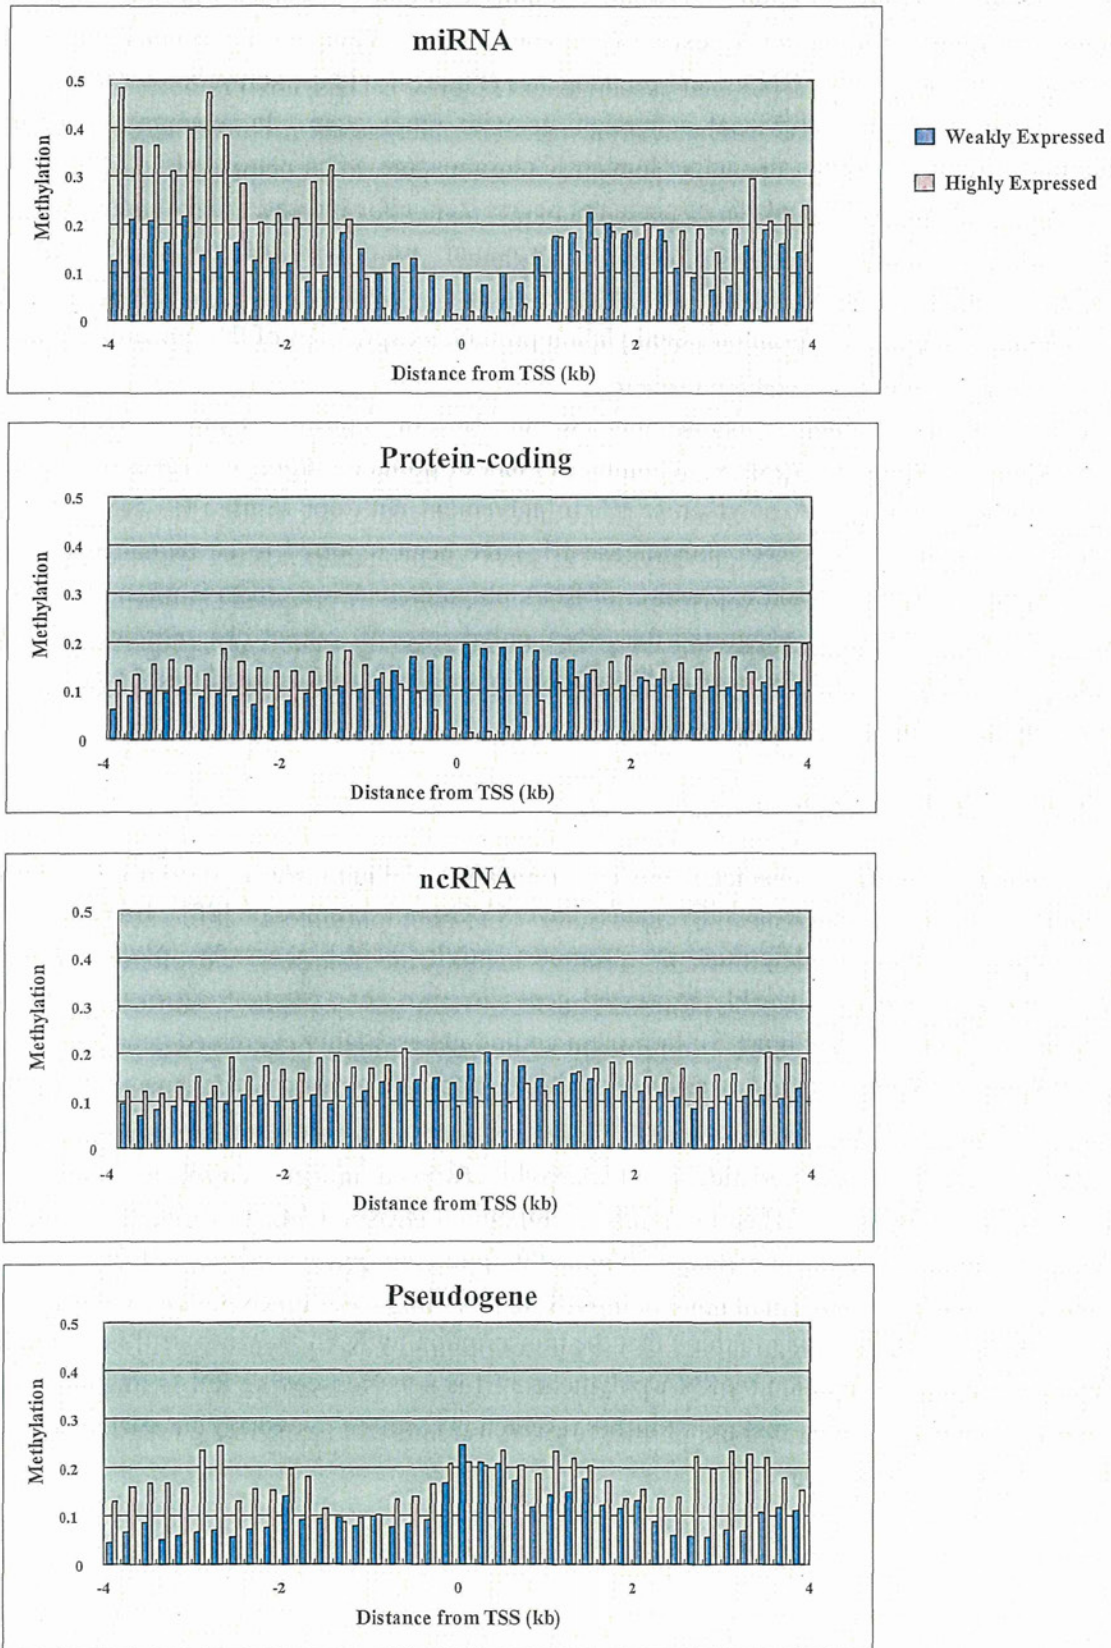 miRNA
0.5
0.4
0.3
0.2
0.1
0
Methylation
-4 -2 0 2 4
Distance from TSS (kb)
Weakly Expressed
Highly Expressed
Protein-coding
0.5
0.4
0.3
0.2
0.1
0
Methylation
-4 -2 0 2 4
Distance from TSS (kb)
ncRNA
0.5
0.4
0.3
0.2
0.1
0
Methylation
-4 -2 0 2 4
Distance from TSS (kb)
Pseudogene
0.5
0.4
0.3
0.2
0.1
0
Methylation
-4 -2 0 2 4
Distance from TSS (kb)